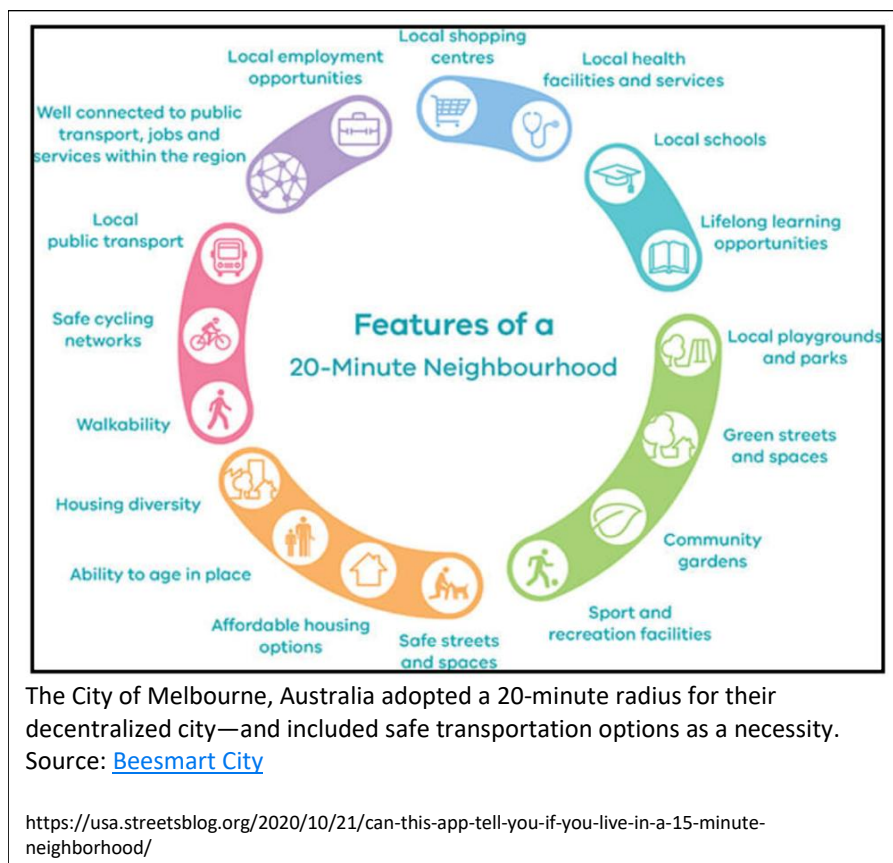 Local shopping
centres
Local health
facilities and services
Local schools
Lifelong learning
opportunities
Local playgrounds
and parks
Green streets
and spaces
Community
gardens
Sport and
recreation facilities
Safe streets
and spaces
Affordable housing
options
Ability to age in place
Housing diversity
Walkability
Safe cycling
networks
Local
public transport
Well connected to public
transport, jobs and
services within the region
Local employment
opportunities
Features of a
20-Minute Neighbourhood
The City of Melbourne, Australia adopted a 20-minute radius for their
decentralized city—and included safe transportation options as a necessity.
Source: Beesmart City
https://usa.streetsblog.org/2020/10/21/can-this-app-tell-you-if-you-live-in-a-15-minute-
neighborhood/